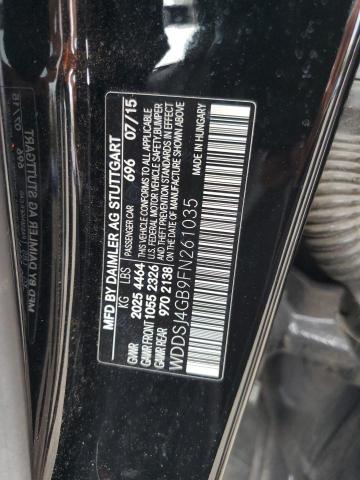 MFD BY DAIMLER AG STUTTGART
PASSENGER CAR 696 07/15
KG LBS
GVWR 2025 4464
GAWR FRONT 1055 2326
GAWR REAR 970 2138
THIS VEHICLE CONFORMS TO ALL APPLICABLE
U.S. FEDERAL MOTOR VEHICLE SAFETY, BUMPER
AND THEFT PREVENTION STANDARDS IN EFFECT
ON THE DATE OF MANUFACTURE SHOWN ABOVE.
WDDSJ4GB9FN261035
MADE IN HUNGARY